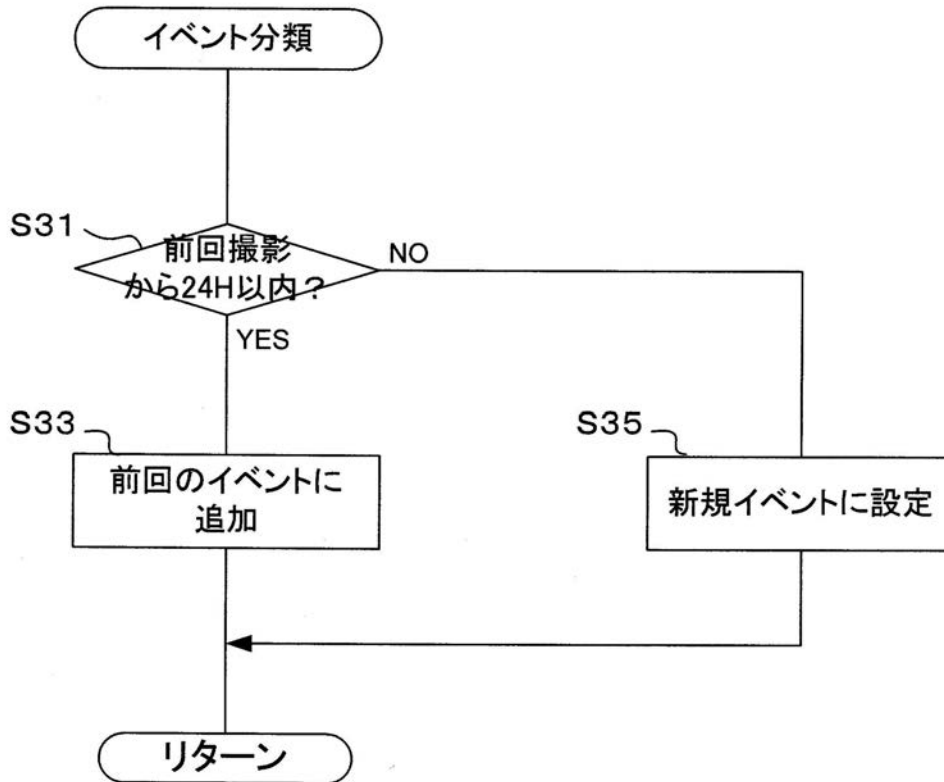 イベント分類
S31
前回撮影
から24H以内？
NO
YES
S33
前回のイベントに
追加
S35
新規イベントに設定
リターン